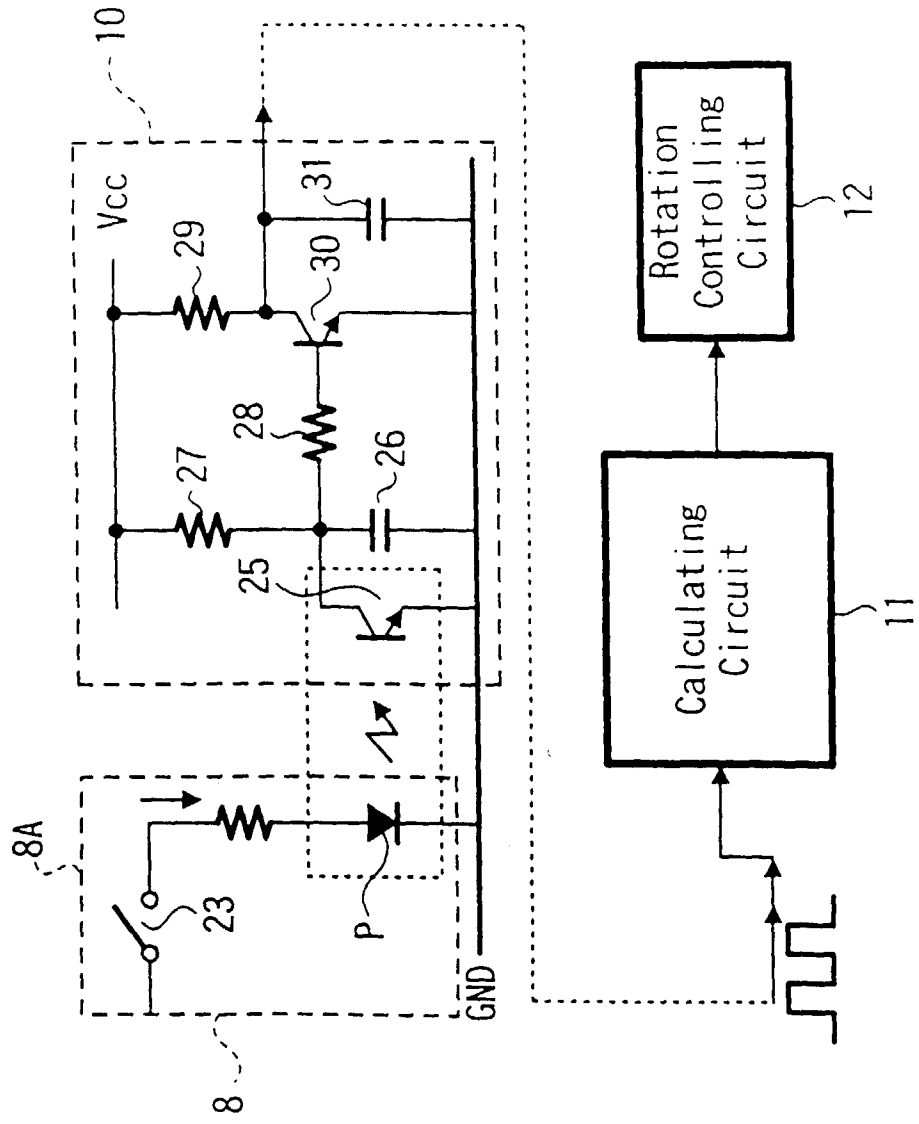 8A
8
23
P
GND
10
Vcc
27
29
25
28
26
30
31
Calculating
Circuit
11
Rotation
Controlling
Circuit
12